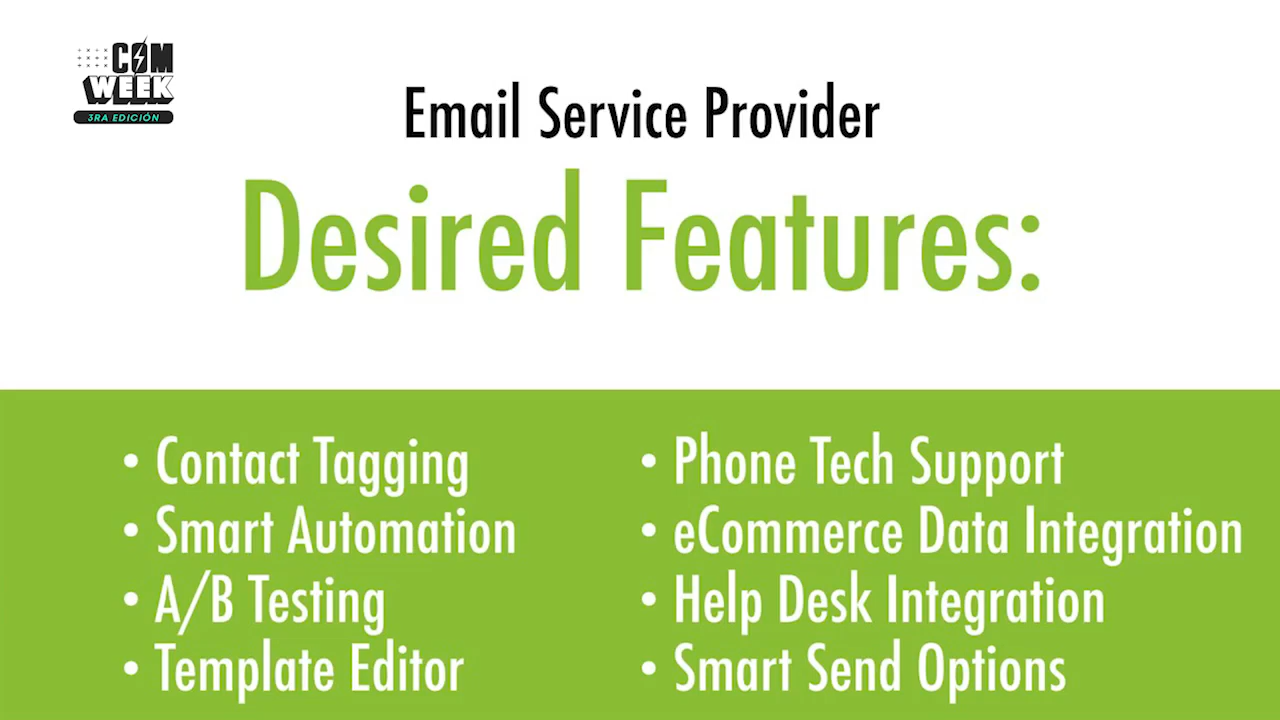 CØM
WEEK
3RA EDICIÓN
Email Service Provider
Desired Features:
• Contact Tagging
• Smart Automation
• A/B Testing
• Template Editor
• Phone Tech Support
• eCommerce Data Integration
• Help Desk Integration
• Smart Send Options